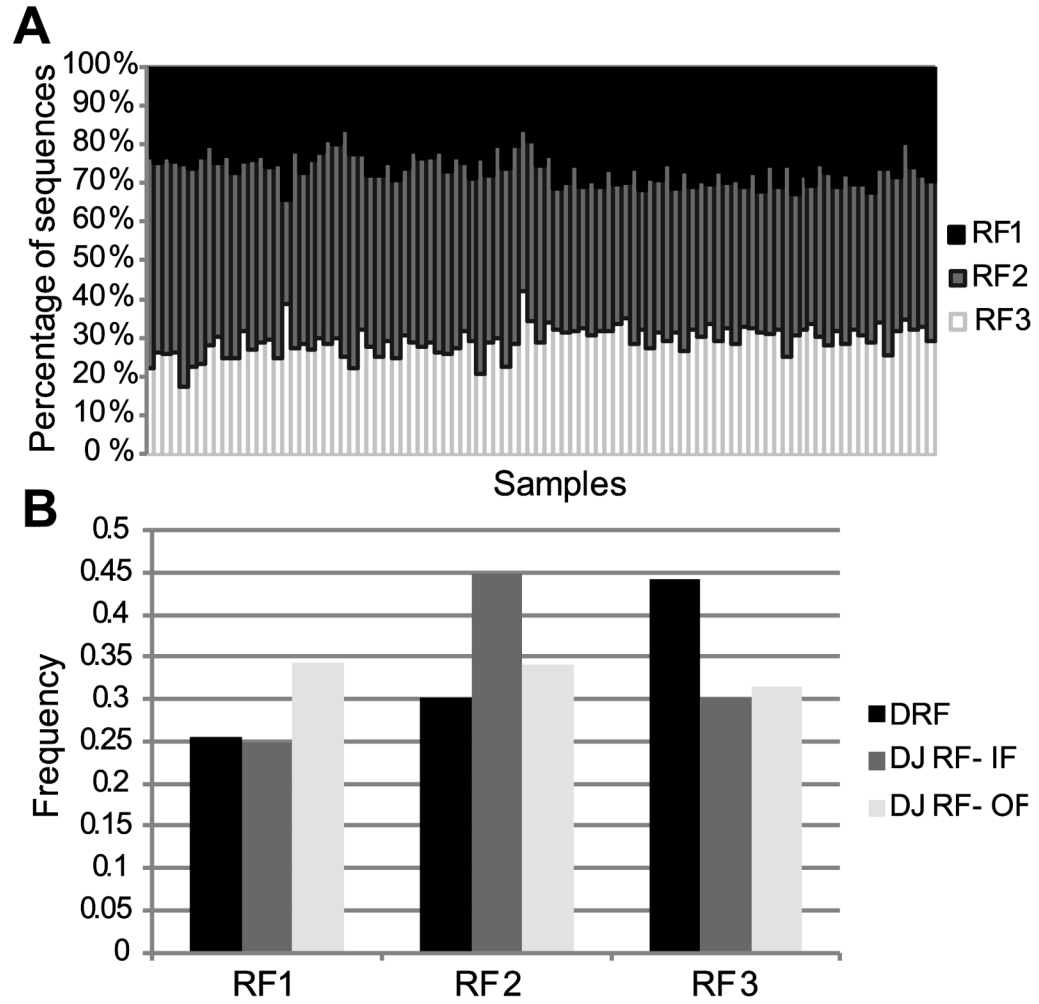 A
100%
90%
80%
70%
60%
50%
40%
30%
20%
10%
0%
Percentage of sequences
Samples
RF1
RF2
RF3
B
0.5
0.45
0.4
0.35
0.3
0.25
0.2
0.15
0.1
0.05
0
Frequency
RF1 RF2 RF3
DRF
DJ RF-IF
DJ RF-OF